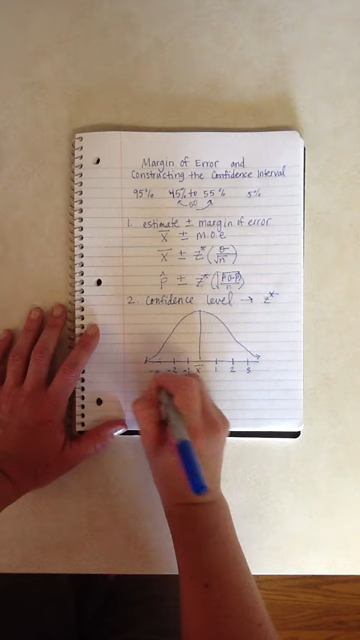 Margin of Error and
Constructing the Confidence Interval
95% 45% to 55% 5%
50
1. estimate ± margin of error
x̄ ± m.o.e
x̄ ± z* (σ/√n)
p̂ ± z* (√p(1-p)/n)
2. Confidence level → z*
-2 -1 x̄ 1 2 3